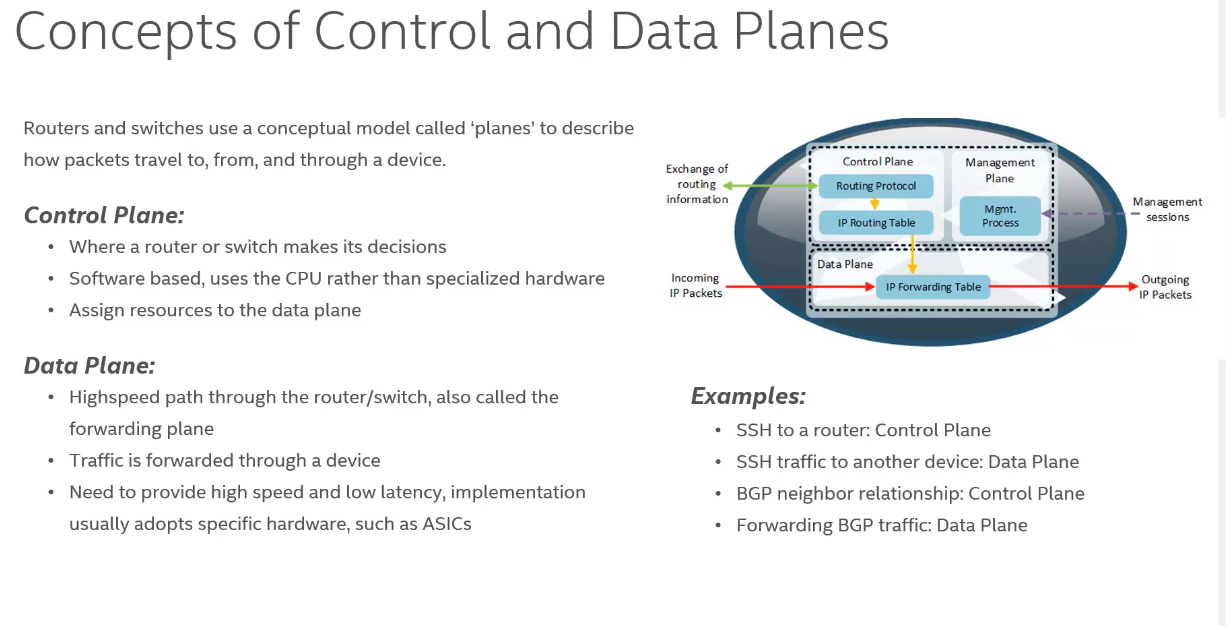 Concepts of Control and Data Planes
Routers and switches use a conceptual model called ‘planes’ to describe
how packets travel to, from, and through a device.
Control Plane:
• Where a router or switch makes its decisions
• Software based, uses the CPU rather than specialized hardware
• Assign resources to the data plane
Data Plane:
• Highspeed path through the router/switch, also called the
forwarding plane
• Traffic is forwarded through a device
• Need to provide high speed and low latency, implementation
usually adopts specific hardware, such as ASICs
Exchange of
routing
information
Control Plane
Routing Protocol
IP Routing Table
Management
Plane
Mgmt.
Process
Management
sessions
Data Plane
Incoming
IP Packets
IP Forwarding Table
Outgoing
IP Packets
Examples:
• SSH to a router: Control Plane
• SSH traffic to another device: Data Plane
• BGP neighbor relationship: Control Plane
• Forwarding BGP traffic: Data Plane